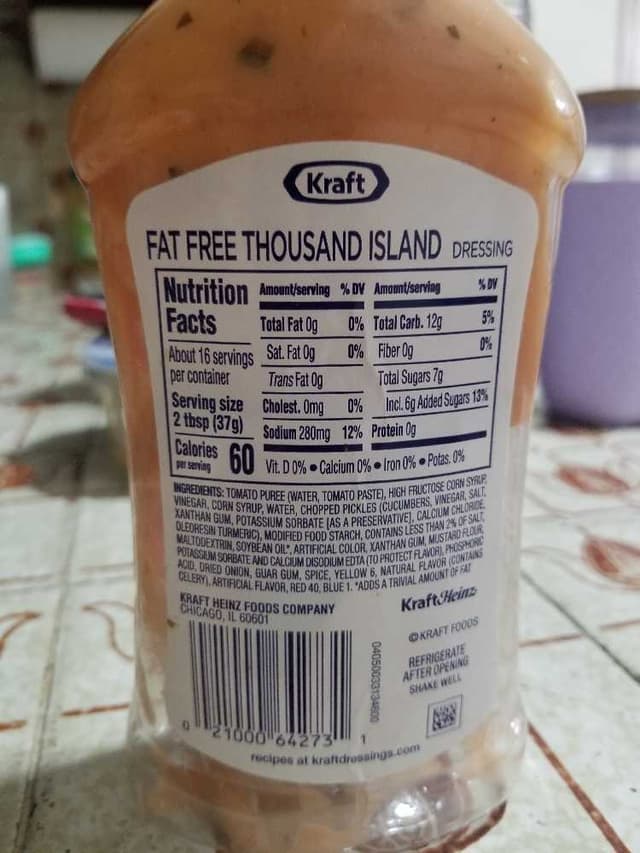 Kraft
FAT FREE THOUSAND ISLAND DRESSING
Nutrition
Facts
About 16 servings
per container
Serving size
2 tbsp (37g)
Calories
per serving
60
Amount/serving % DV
Total Fat 0g 0%
Sat. Fat 0g 0%
Trans Fat 0g
Cholest. 0mg 0%
Sodium 280mg 12%
Amount/serving % DV
Total Carb. 12g 5%
Fiber 0g 0%
Total Sugars 7g
Incl. 6g Added Sugars 13%
Protein 0g
Vit. D 0% • Calcium 0% • Iron 0% • Potas. 0%
INGREDIENTS: TOMATO PUREE (WATER, TOMATO PASTE), HIGH FRUCTOSE CORN SYRUP,
VINEGAR, CORN SYRUP, WATER, CHOPPED PICKLES (CUCUMBERS, VINEGAR, SALT,
XANTHAN GUM, POTASSIUM SORBATE [AS A PRESERVATIVE], CALCIUM CHLORIDE,
OLEORESIN TURMERIC), MODIFIED FOOD STARCH, CONTAINS LESS THAN 2% OF SALT,
MALTODEXTRIN, SOYBEAN OIL*, ARTIFICIAL COLOR, XANTHAN GUM, MUSTARD FLOUR,
POTASSIUM SORBATE AND CALCIUM DISODIUM EDTA (TO PROTECT FLAVOR), PHOSPHORIC
ACID, DRIED ONION, GUAR GUM, SPICE, YELLOW 6, NATURAL FLAVOR (CONTAINS
CELERY), ARTIFICIAL FLAVOR, RED 40, BLUE 1. *ADDS A TRIVIAL AMOUNT OF FAT
KRAFT HEINZ FOODS COMPANY
CHICAGO, IL 60601
KraftHeinz
© KRAFT FOODS
REFRIGERATE
AFTER OPENING
SHAKE WELL
0 21000 64273 1
recipes at kraftdressings.com